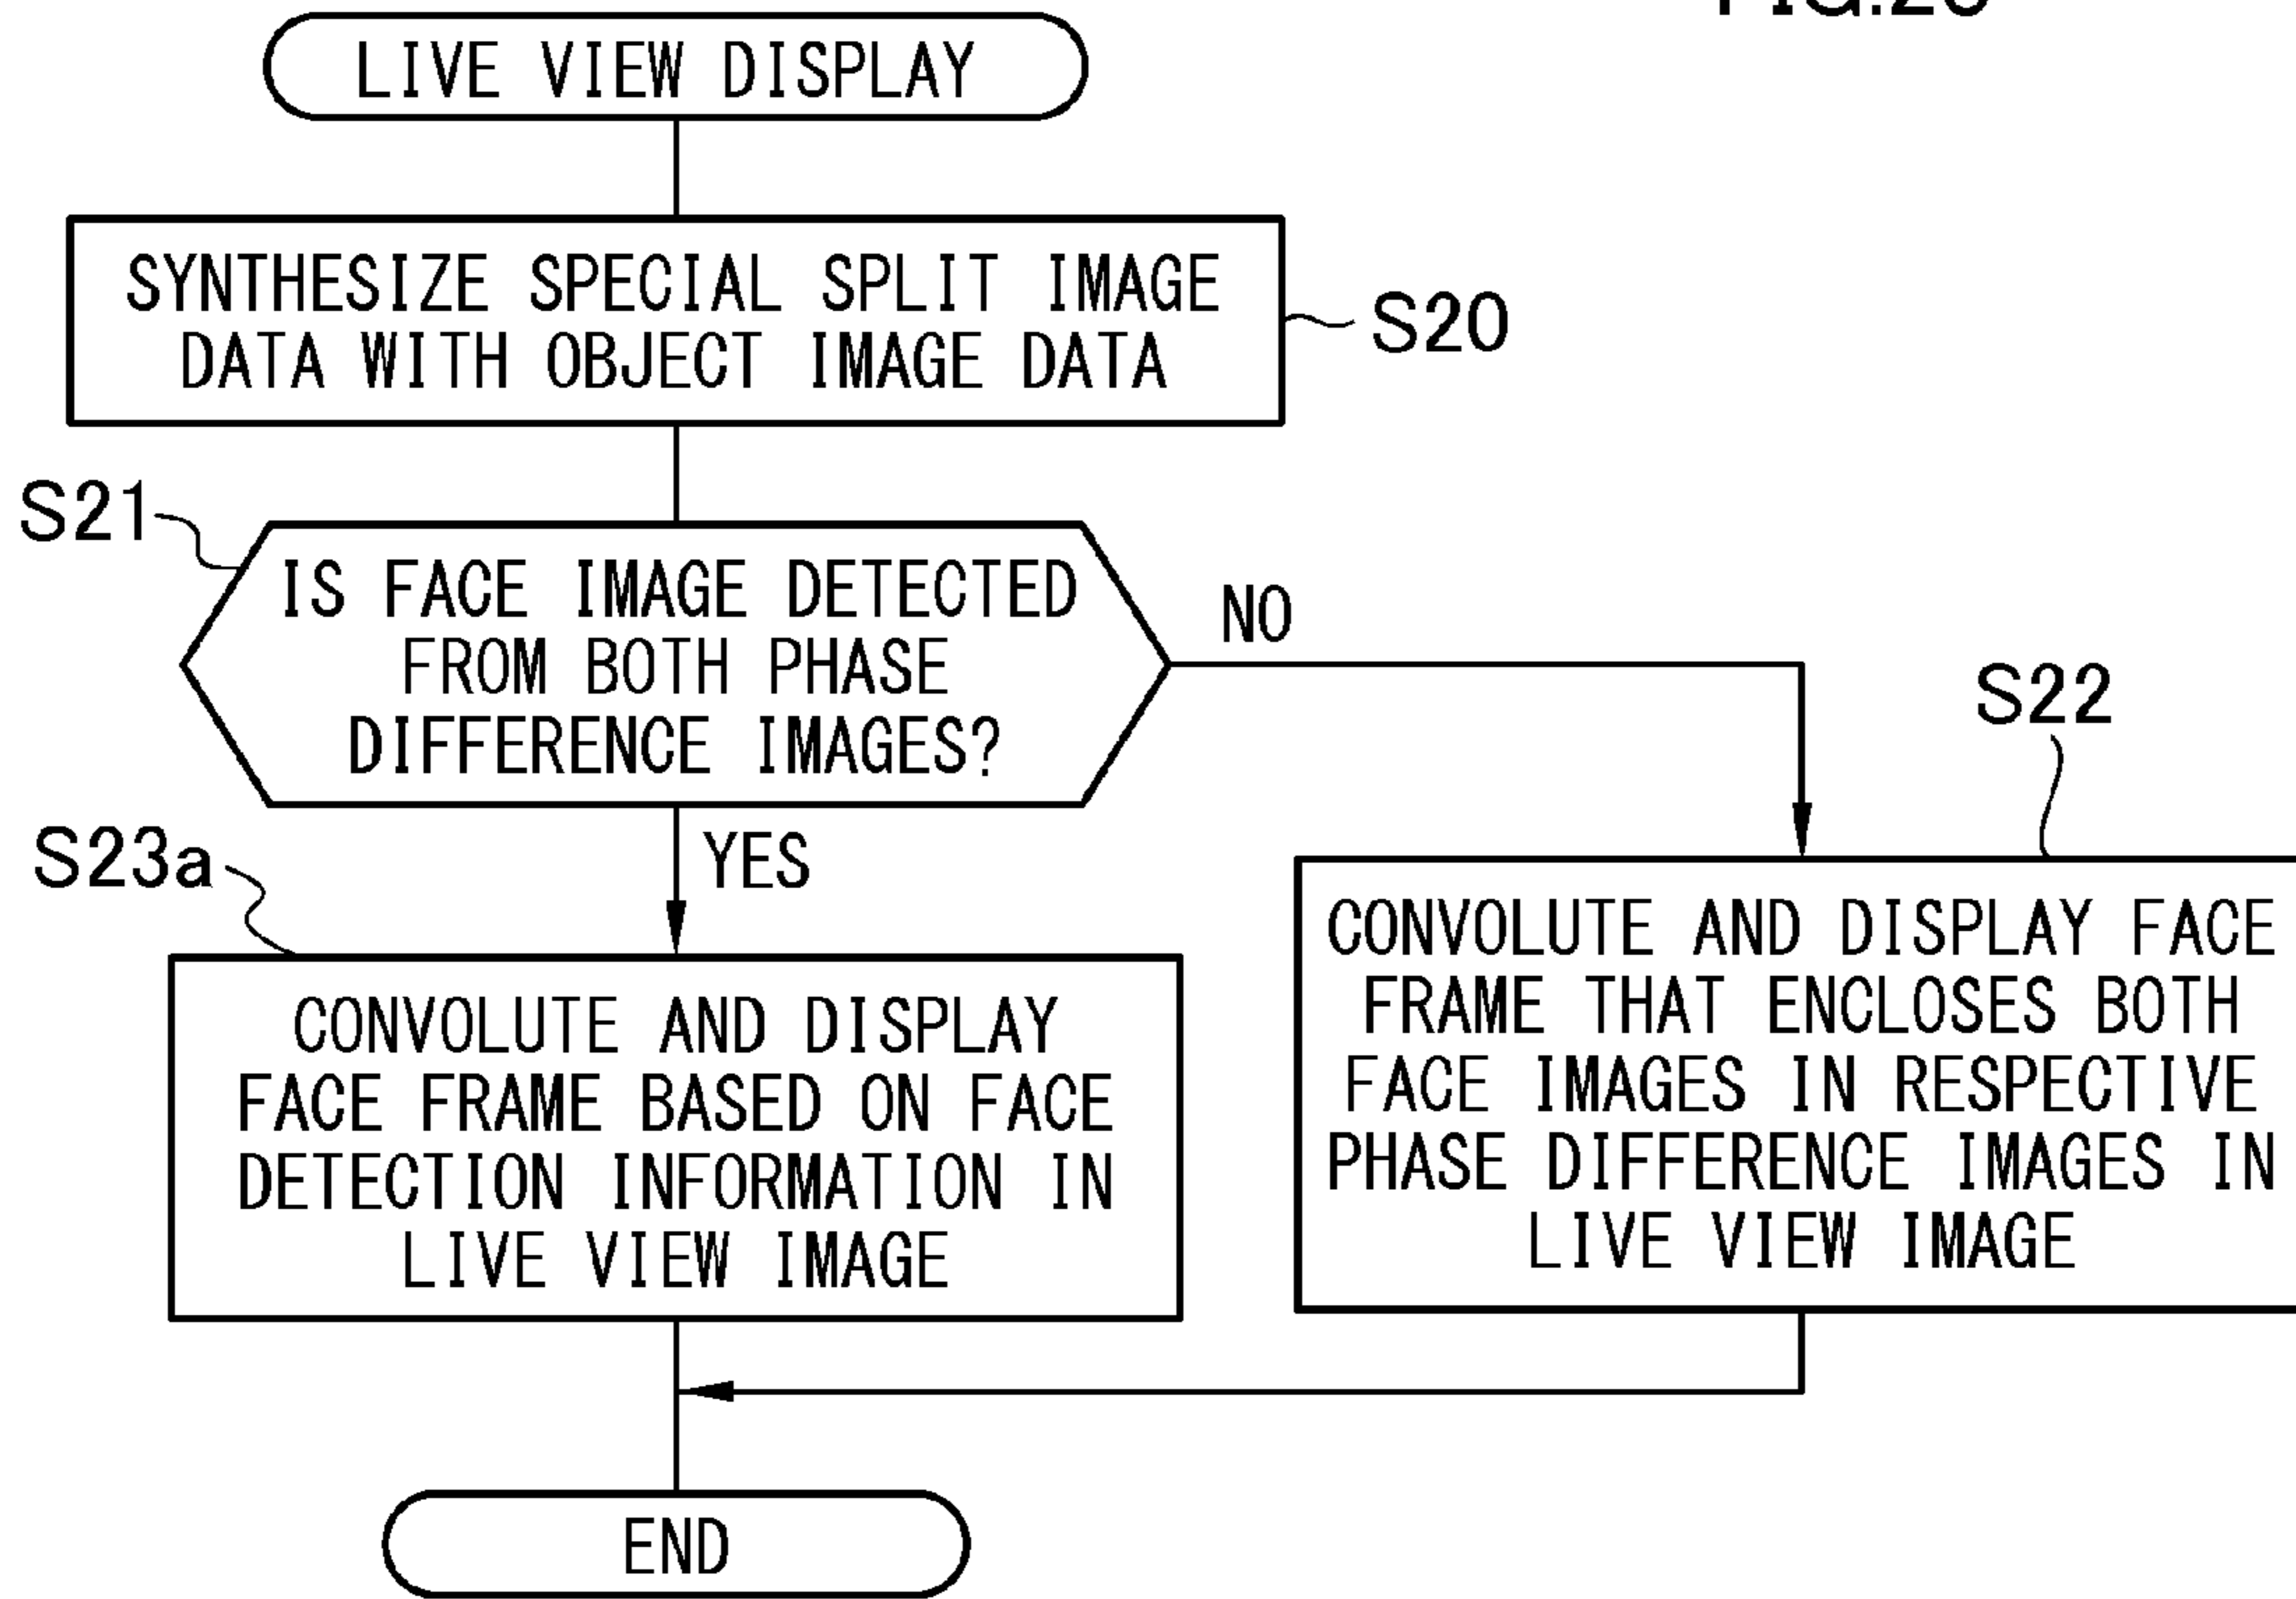 LIVE VIEW DISPLAY
SYNTHESIZE SPECIAL SPLIT IMAGE
DATA WITH OBJECT IMAGE DATA
S20
S21
IS FACE IMAGE DETECTED
FROM BOTH PHASE
DIFFERENCE IMAGES?
NO
YES
S22
CONVOLUTE AND DISPLAY FACE
FRAME THAT ENCLOSES BOTH
FACE IMAGES IN RESPECTIVE
PHASE DIFFERENCE IMAGES IN
LIVE VIEW IMAGE
S23a
CONVOLUTE AND DISPLAY
FACE FRAME BASED ON FACE
DETECTION INFORMATION IN
LIVE VIEW IMAGE
END